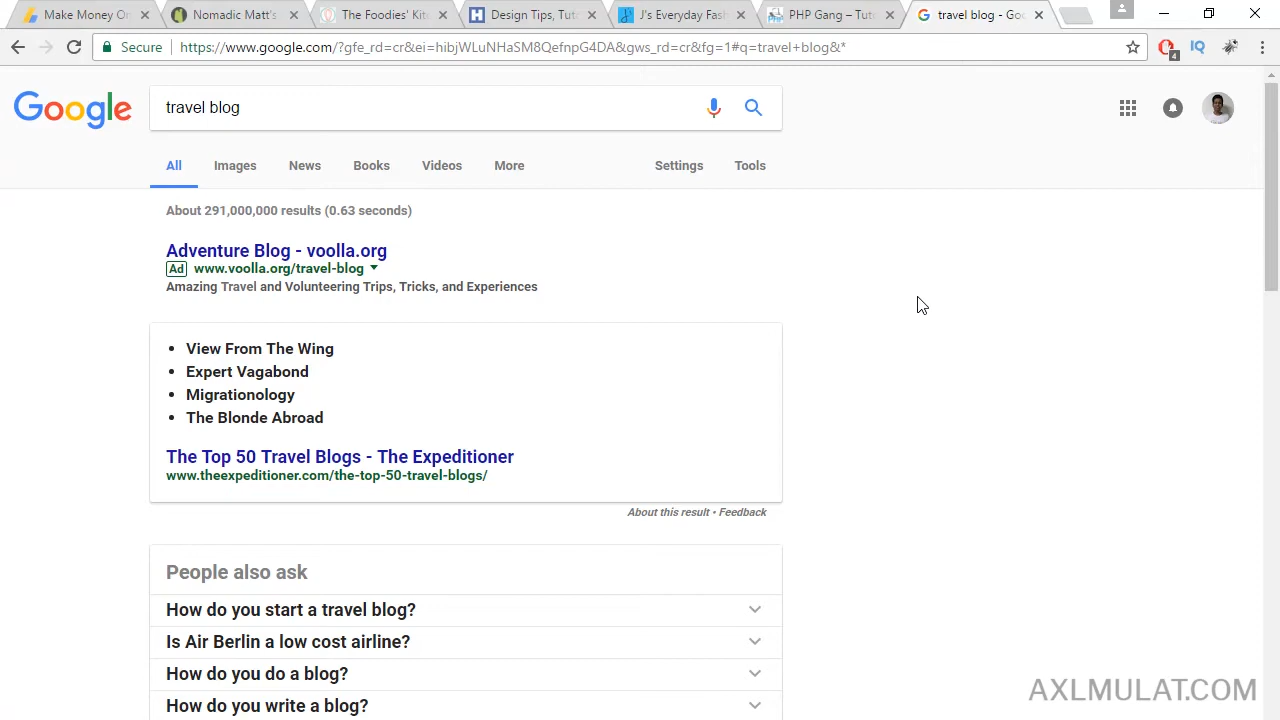 Make Money On
Nomadic Matt's
The Foodies' Kit
Design Tips, Tut
J's Everyday Fas
PHP Gang – Tut
travel blog - Goo
Secure
https://www.google.com/?gfe_rd=cr&ei=hibjWLuNHaSM8QefnpG4DA&gws_rd=cr&fg=1#q=travel+blog&*
4
IQ
Google
travel blog
All
Images
News
Books
Videos
More
Settings
Tools
About 291,000,000 results (0.63 seconds)
Adventure Blog - voolla.org
Ad www.voolla.org/travel-blog
Amazing Travel and Volunteering Trips, Tricks, and Experiences
• View From The Wing
• Expert Vagabond
• Migrationology
• The Blonde Abroad
The Top 50 Travel Blogs - The Expeditioner
www.theexpeditioner.com/the-top-50-travel-blogs/
About this result • Feedback
People also ask
How do you start a travel blog?
Is Air Berlin a low cost airline?
How do you do a blog?
How do you write a blog?
AXLMULAT.COM